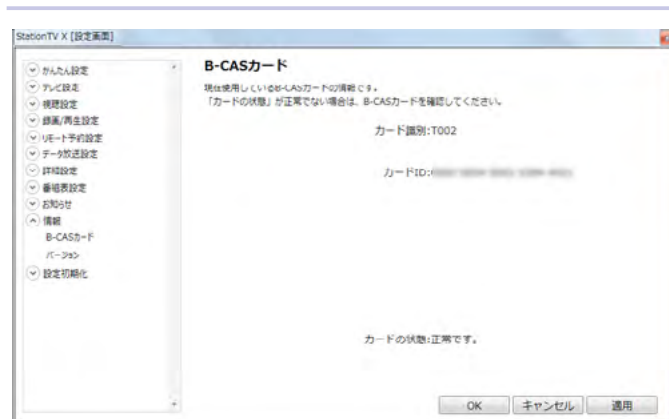 StationTV X [設定画面]
かんたん設定
テレビ設定
視聴設定
録画/再生設定
リモート予約設定
データ放送設定
詳細設定
番組表設定
お知らせ
情報
B-CASカード
バージョン
設定初期化
B-CASカード
現在使用しているB-CASカードの情報です。
「カードの状態」が正常でない場合は、B-CASカードを確認してください。
カード識別:T002
カードID:
カードの状態:正常です。
OK キャンセル 適用